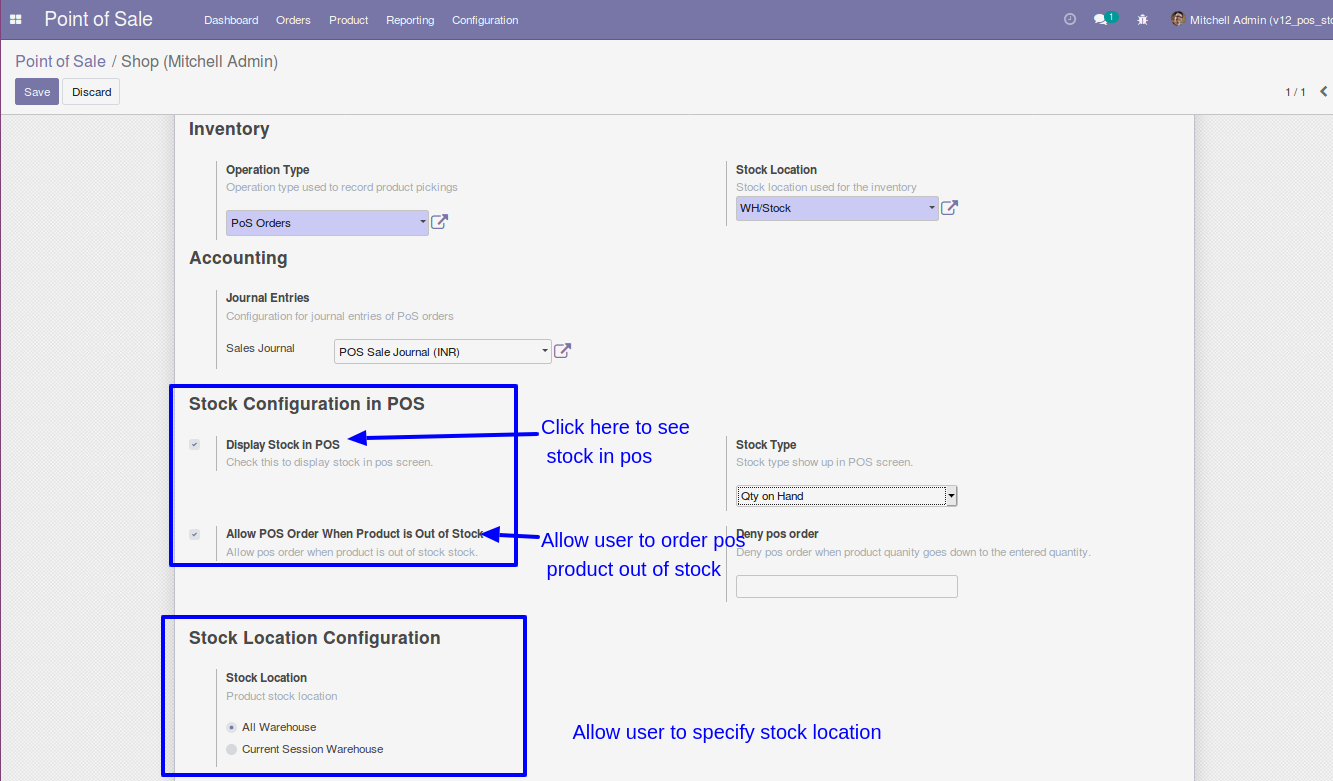 Point of Sale Dashboard Orders Product Reporting Configuration 1 Mitchell Admin (v12_pos_sto
Point of Sale / Shop (Mitchell Admin)
Save Discard 1 / 1
Inventory
Operation Type Stock Location
Operation type used to record product pickings Stock location used for the inventory
PoS Orders WH/Stock
Accounting
Journal Entries
Configuration for journal entries of PoS orders
Sales Journal POS Sale Journal (INR)
Stock Configuration in POS
Click here to see
stock in pos
Display Stock in POS Stock Type
Check this to display stock in pos screen. Stock type show up in POS screen.
Qty on Hand
Allow POS Order When Product is Out of Stock Deny pos order
Allow user to order pos
product out of stock
Allow pos order when product is out of stock stock. Deny pos order when product quanity goes down to the entered quantity.
Stock Location Configuration
Stock Location
Product stock location
All Warehouse
Allow user to specify stock location
Current Session Warehouse